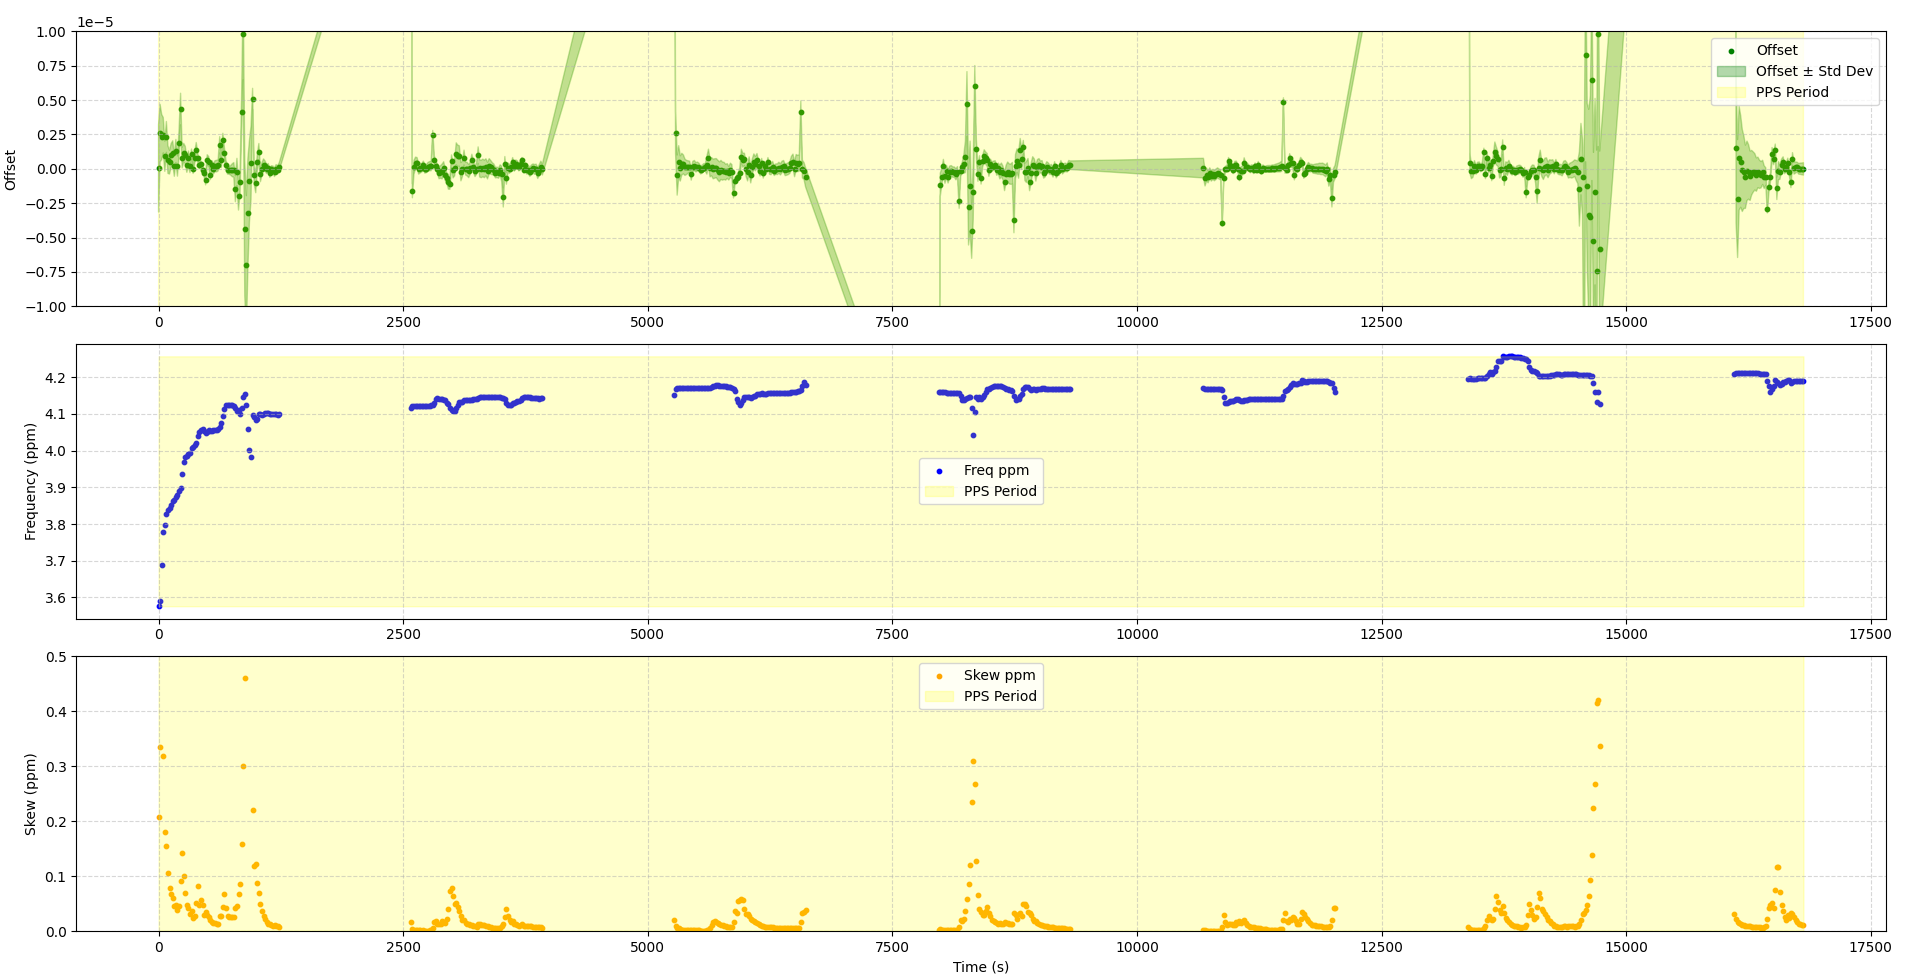 1e−5
1.00
0.75
0.50
0.25
0.00
−0.25
−0.50
−0.75
−1.00
Offset
Offset
Offset ± Std Dev
PPS Period
0 2500 5000 7500 10000 12500 15000 17500
4.2
4.1
4.0
3.9
3.8
3.7
3.6
Frequency (ppm)
Freq ppm
PPS Period
0 2500 5000 7500 10000 12500 15000 17500
0.5
0.4
0.3
0.2
0.1
0.0
Skew (ppm)
Skew ppm
PPS Period
0 2500 5000 7500 10000 12500 15000 17500
Time (s)